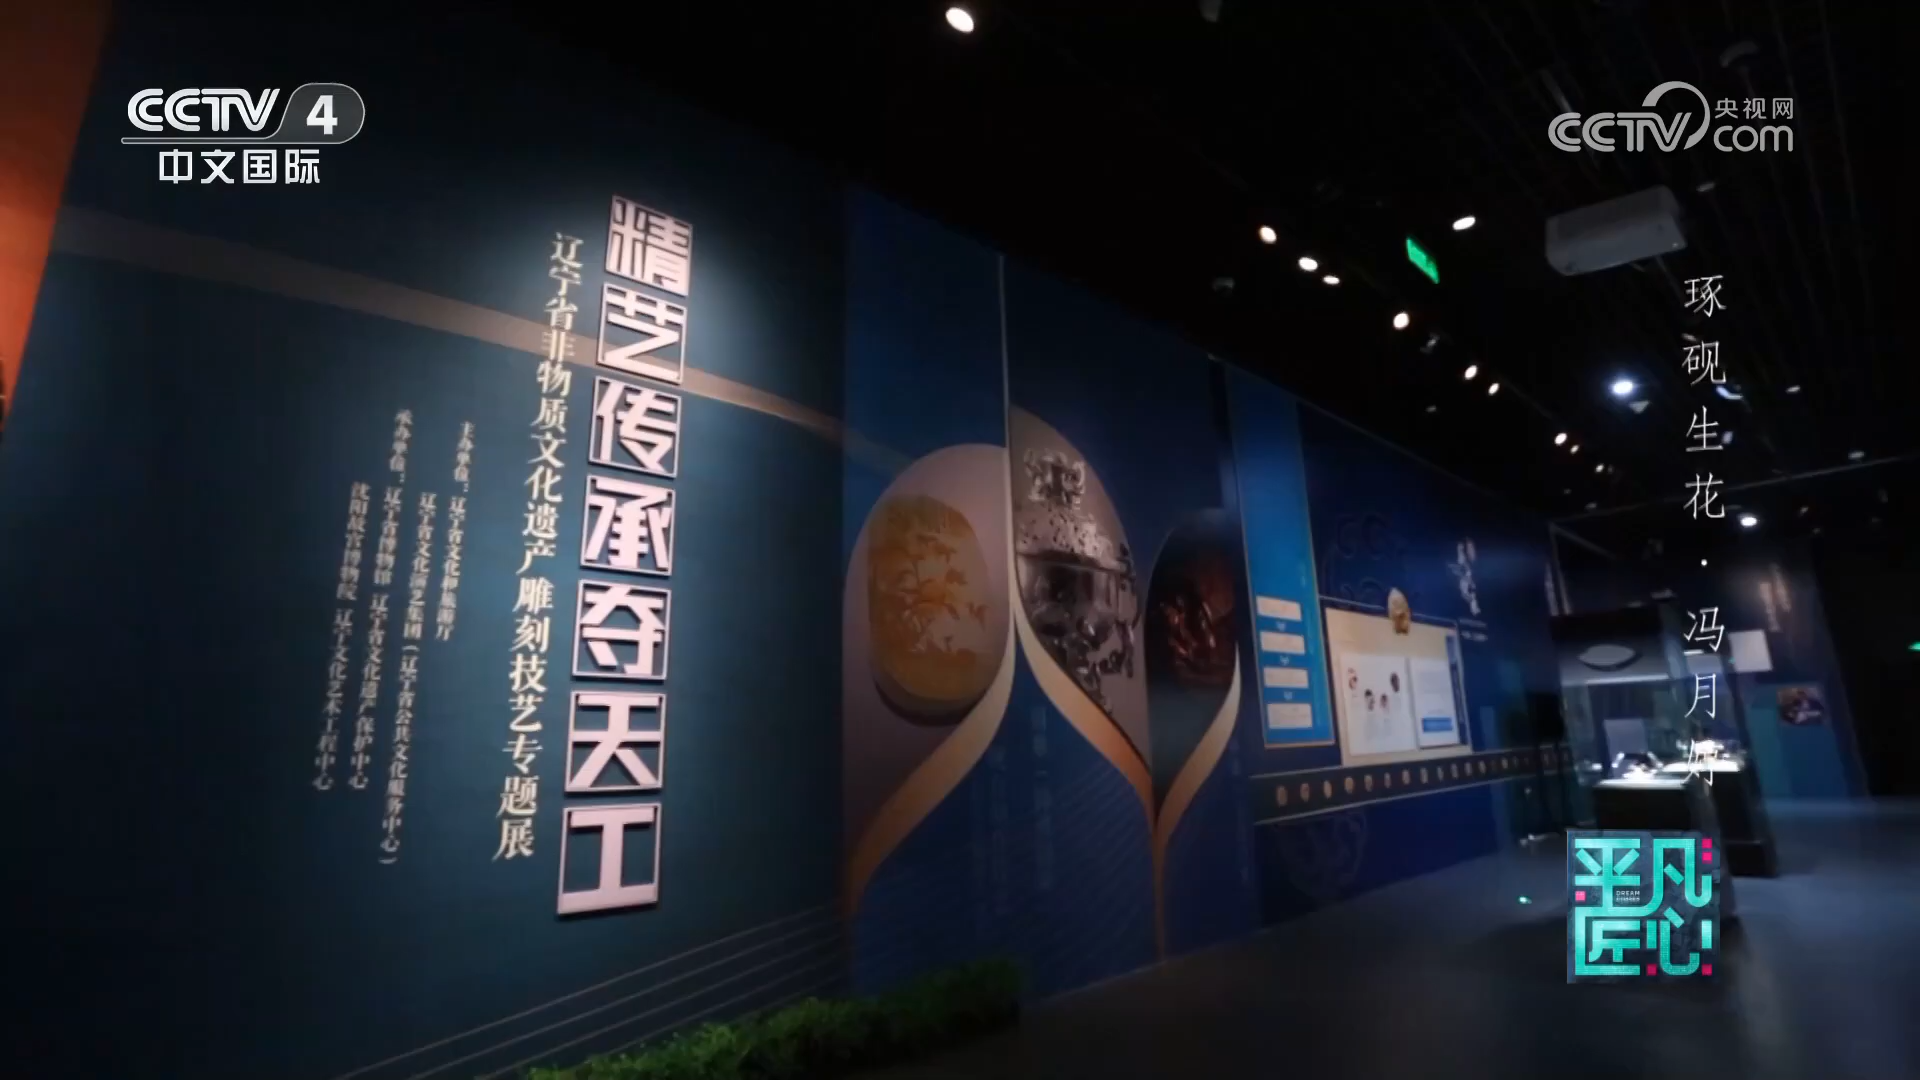 CCTV 4
中文国际
央视网
CCTV.com
精艺传承夺天工
辽宁省非物质文化遗产雕刻技艺专题展
主办单位：辽宁省文化和旅游厅
辽宁省文化演艺集团（辽宁省公共文化服务中心）
承办单位：辽宁省博物馆 辽宁省文化遗产保护中心
沈阳故宫博物院 辽宁文化艺术工程中心
琢砚生花·冯月婷
平凡匠心
DREAM